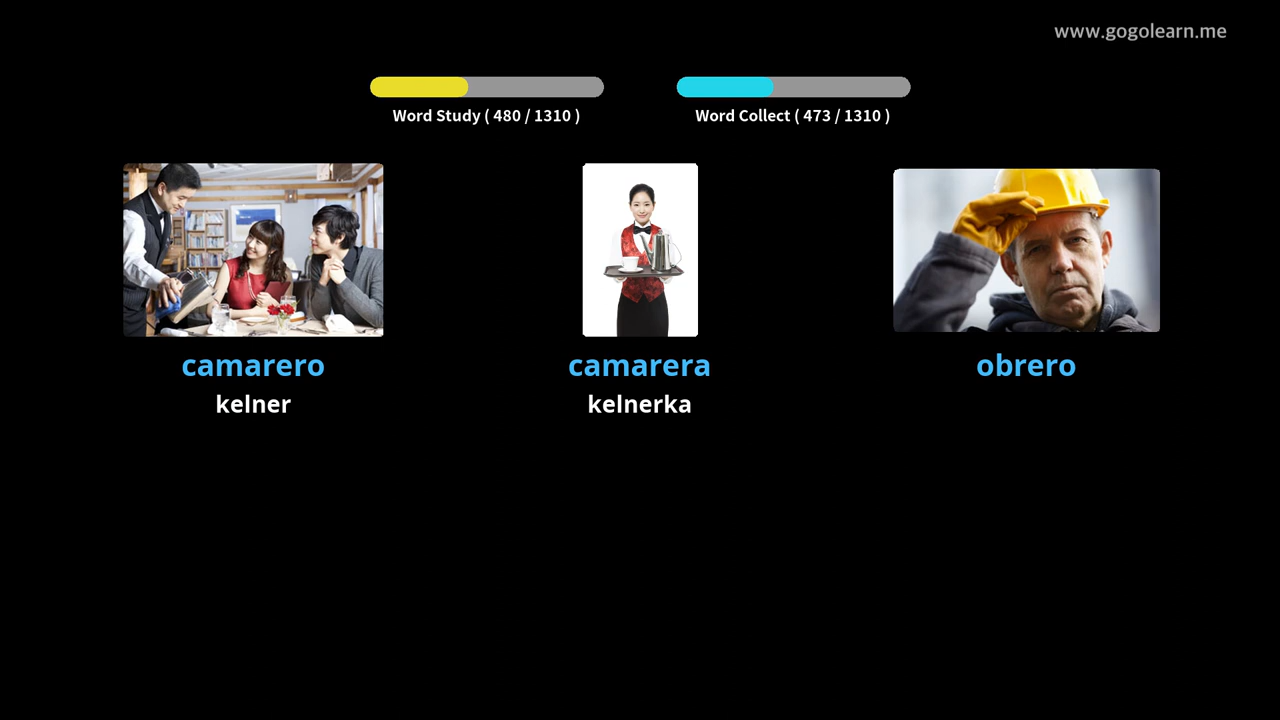 www.gogolearn.me
Word Study ( 480 / 1310 )
Word Collect ( 473 / 1310 )
camarero
camarera
obrero
kelner
kelnerka